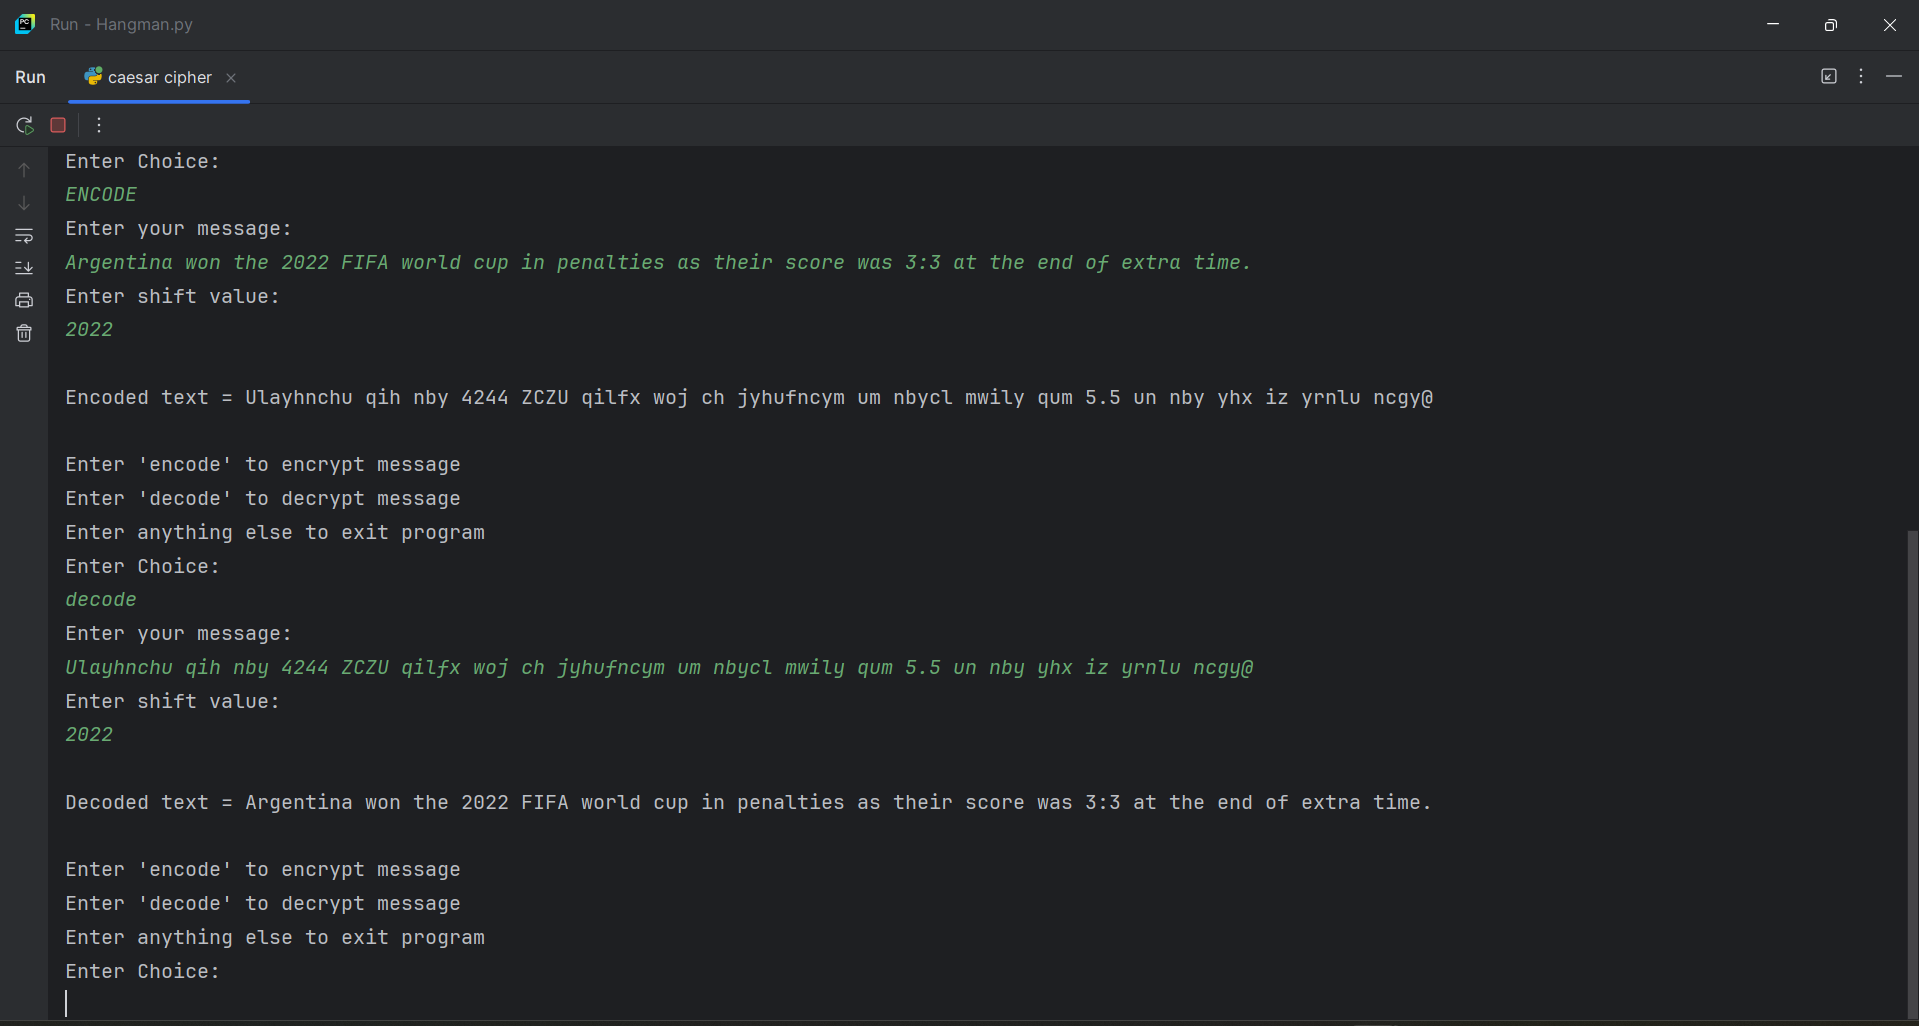 Run - Hangman.py
Run caesar cipher
Enter Choice:
ENCODE
Enter your message:
Argentina won the 2022 FIFA world cup in penalties as their score was 3:3 at the end of extra time.
Enter shift value:
2022
Encoded text = Ulayhnchu qih nby 4244 ZCZU qilfx woj ch jyhufncym um nbycl mwily qum 5.5 un nby yhx iz yrnlu ncgy@
Enter 'encode' to encrypt message
Enter 'decode' to decrypt message
Enter anything else to exit program
Enter Choice:
decode
Enter your message:
Ulayhnchu qih nby 4244 ZCZU qilfx woj ch jyhufncym um nbycl mwily qum 5.5 un nby yhx iz yrnlu ncgy@
Enter shift value:
2022
Decoded text = Argentina won the 2022 FIFA world cup in penalties as their score was 3:3 at the end of extra time.
Enter 'encode' to encrypt message
Enter 'decode' to decrypt message
Enter anything else to exit program
Enter Choice: